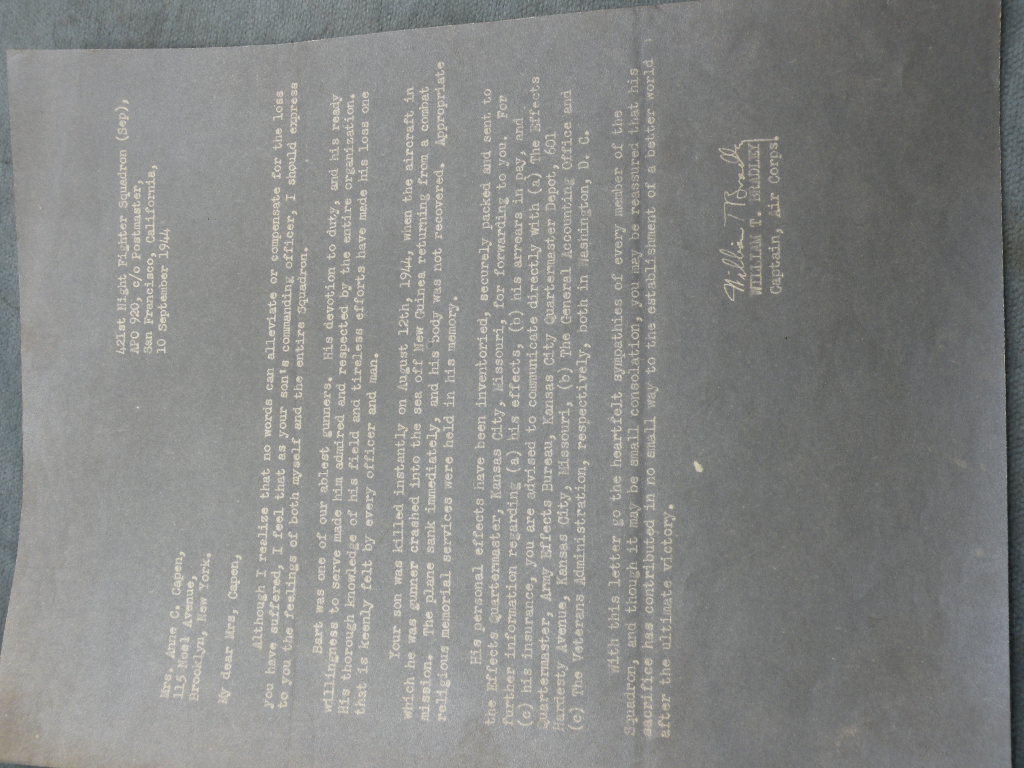 421st Night Fighter Squadron (Sep),
APO 920, c/o Postmaster,
San Francisco, California,
10 September 1944
Mrs. Anne C. Capen,
115 Noel Avenue,
Brooklyn, New York.
My dear Mrs. Capen,
Although I realize that no words can alleviate or compensate for the loss
you have suffered, I feel that as your son's commanding officer, I should express
to you the feelings of both myself and the entire Squadron.
Bart was one of our ablest gunners. His devotion to duty, and his ready
willingness to serve made him admired and respected by the entire organization.
His thorough knowledge of his field and tireless efforts have made his loss one
that is keenly felt by every officer and man.
Your son was killed instantly on August 12th, 1944, when the aircraft in
which he was gunner crashed into the sea off New Guinea returning from a combat
mission. The plane sank immediately, and his body was not recovered. Appropriate
religious memorial services were held in his memory.
His personal effects have been inventoried, securely packed and sent to
the Effects Quartermaster, Kansas City, Missouri, for forwarding to you. For
further information regarding (a) his effects, (b) his arrears in pay, and
(c) his insurance, you are advised to communicate directly with (a) The Effects
Quartermaster, Army Effects Bureau, Kansas City Quartermaster Depot, 601
Hardesty Avenue, Kansas City, Missouri, (b) The General Accounting Office and
(c) The Veterans Administration, respectively, both in Washington, D. C.
With this letter go the heartfelt sympathies of every member of the
Squadron, and though it may be small consolation, you may be reassured that his
sacrifice has contributed in no small way to the establishment of a better world
after the ultimate victory.
William T Bradley
WILLIAM T. BRADLEY
Captain, Air Corps.